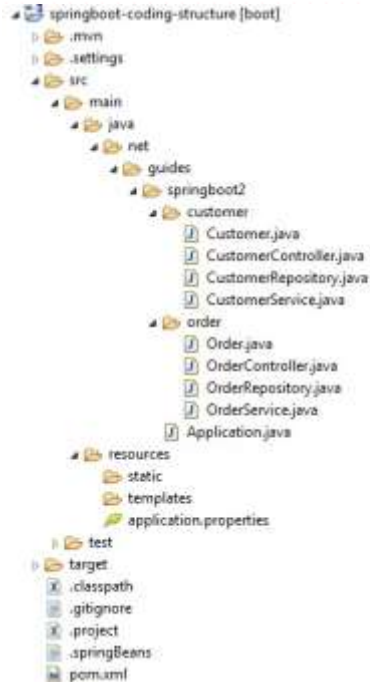 springboot-coding-structure [boot]
.mvn
.settings
src
main
java
net
guides
springboot2
customer
Customer.java
CustomerController.java
CustomerRepository.java
CustomerService.java
order
Order.java
OrderController.java
OrderRepository.java
OrderService.java
Application.java
resources
static
templates
application.properties
test
target
.classpath
.gitignore
.project
.springBeans
pom.xml